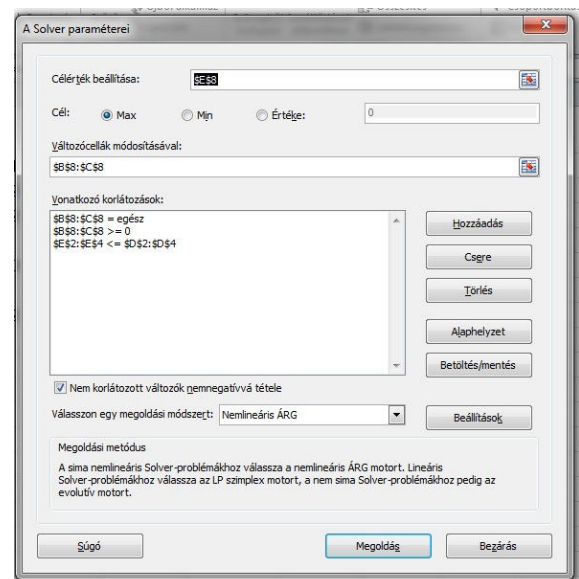 A Solver paraméterei
Célérték beállítása: $E$8
Cél: Max Min Értéke: 0
Változócellák módosításával:
$B$8:$C$8
Vonatkozó korlátozások:
$B$8:$C$8 = egész
$B$8:$C$8 >= 0
$E$2:$E$4 <= $D$2:$D$4
Hozzáadás
Csere
Törlés
Alaphelyzet
Betöltés/mentés
Nem korlátozott változók nemnegatívvá tétele
Válasszon egy megoldási módszert: Nemlineáris ÁRG Beállítások
Megoldási metódus
A sima nemlineáris Solver-problémákhoz válassza a nemlineáris ÁRG motort. Lineáris
Solver-problémákhoz válassza az LP szimplex motort, a nem sima Solver-problémákhoz pedig az
evolutív motort.
Súgó Megoldás Bezárás